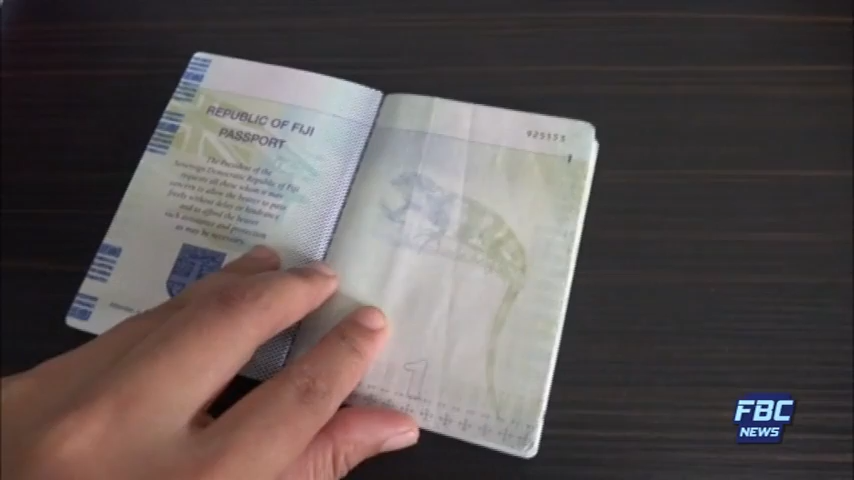 REPUBLIC OF FIJI
PASSPORT
The President of the
Sovereign Democratic Republic of Fiji
requests all those whom it may
concern to allow the bearer to pass
freely without delay or hindrance
and to afford the bearer
such assistance and protection
as may be necessary.
925553
1
1
FBC
NEWS